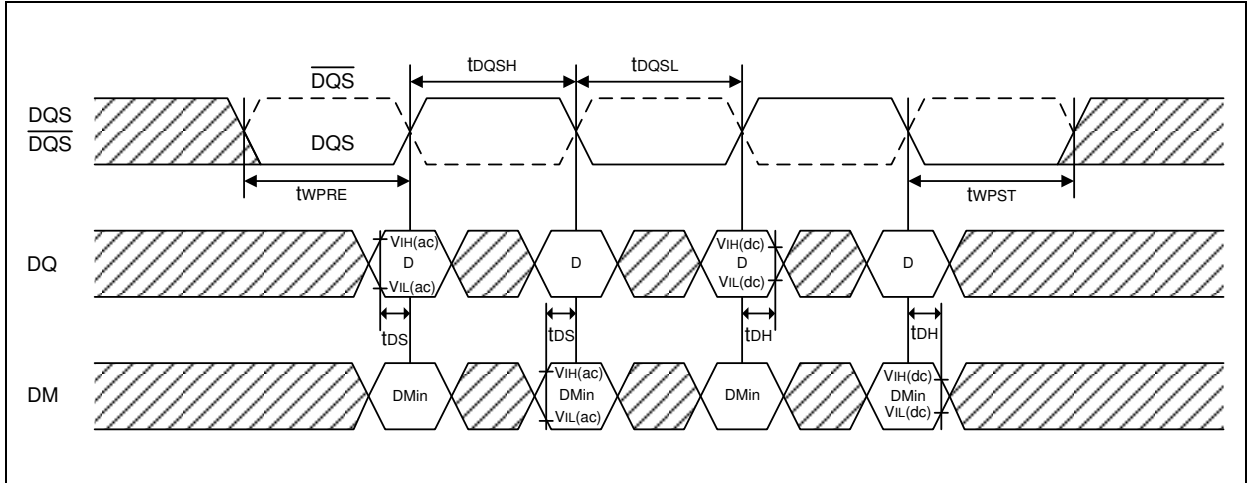 DQS
tDQSH
tDQSL
DQS
DQS
DQS
tWPRE
tWPST
DQ
VIH(ac)
D
VIL(ac)
D
VIH(dc)
D
VIL(dc)
D
tDS
tDS
tDH
tDH
DM
DMin
VIH(ac)
DMin
VIL(ac)
DMin
VIH(dc)
DMin
VIL(dc)